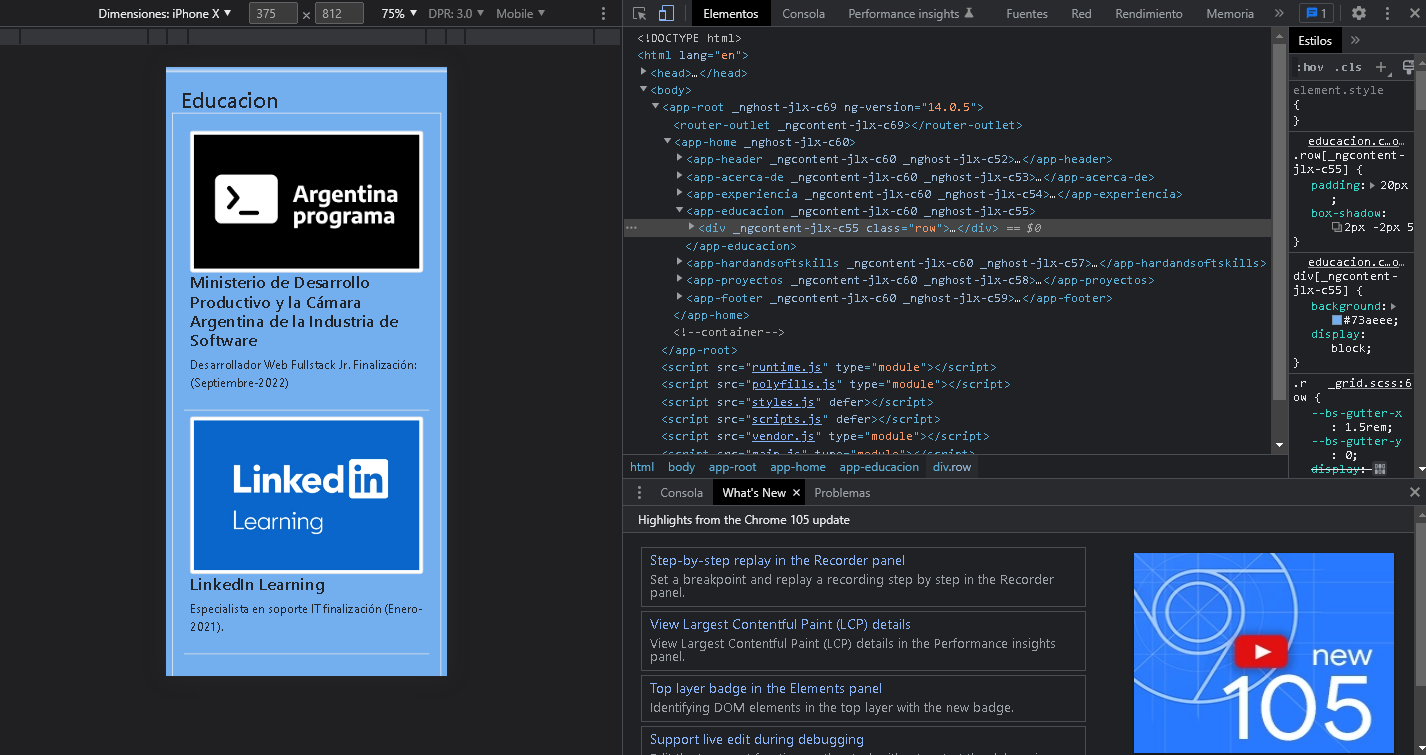 Dimensiones: iPhone X ▼ 375 × 812 75% ▼ DPR: 3.0 ▼ Mobile ▼
Educacion
Argentina
programa
Ministerio de Desarrollo
Productivo y la Cámara
Argentina de la Industria de
Software
Desarrollador Web Fullstack Jr. Finalización:
(Septiembre-2022)
Linked in
Learning
LinkedIn Learning
Especialista en soporte IT finalización (Enero-
2021).
Elementos Consola Performance insights Fuentes Red Rendimiento Memoria » 1
<!DOCTYPE html>
<html lang="en">
<head>…</head>
<body>
<app-root _nghost-jlx-c69 ng-version="14.0.5">
<router-outlet _ngcontent-jlx-c69></router-outlet>
<app-home _nghost-jlx-c60>
<app-header _ngcontent-jlx-c60 _nghost-jlx-c52>…</app-header>
<app-acerca-de _ngcontent-jlx-c60 _nghost-jlx-c53>…</app-acerca-de>
<app-experiencia _ngcontent-jlx-c60 _nghost-jlx-c54>…</app-experiencia>
<app-educacion _ngcontent-jlx-c60 _nghost-jlx-c55>
<div _ngcontent-jlx-c55 class="row">…</div> == $0
</app-educacion>
<app-hardandsoftskills _ngcontent-jlx-c60 _nghost-jlx-c57>…</app-hardandsoftskills>
<app-proyectos _ngcontent-jlx-c60 _nghost-jlx-c58>…</app-proyectos>
<app-footer _ngcontent-jlx-c60 _nghost-jlx-c59>…</app-footer>
</app-home>
<!--container-->
</app-root>
<script src="runtime.js" type="module"></script>
<script src="polyfills.js" type="module"></script>
<script src="styles.js" defer></script>
<script src="scripts.js" defer></script>
<script src="vendor.js" type="module"></script>
<script src="main.js" type="module"></script>
html body app-root app-home app-educacion div.row
Estilos »
:hov .cls +
element.style
{
}
educacion.c…o…
.row[_ngcontent-
jlx-c55] {
padding: 20px
;
box-shadow:
2px -2px 5
}
educacion.c…o…
div[_ngcontent-
jlx-c55] {
background:
#73aeee;
display:
block;
}
.r _grid.scss:6
ow {
--bs-gutter-x
: 1.5rem;
--bs-gutter-y
: 0;
display:
Consola What's New × Problemas
Highlights from the Chrome 105 update
Step-by-step replay in the Recorder panel
Set a breakpoint and replay a recording step by step in the Recorder
panel.
View Largest Contentful Paint (LCP) details
View Largest Contentful Paint (LCP) details in the Performance insights
panel.
Top layer badge in the Elements panel
Identifying DOM elements in the top layer with the new badge.
Support live edit during debugging
new
105